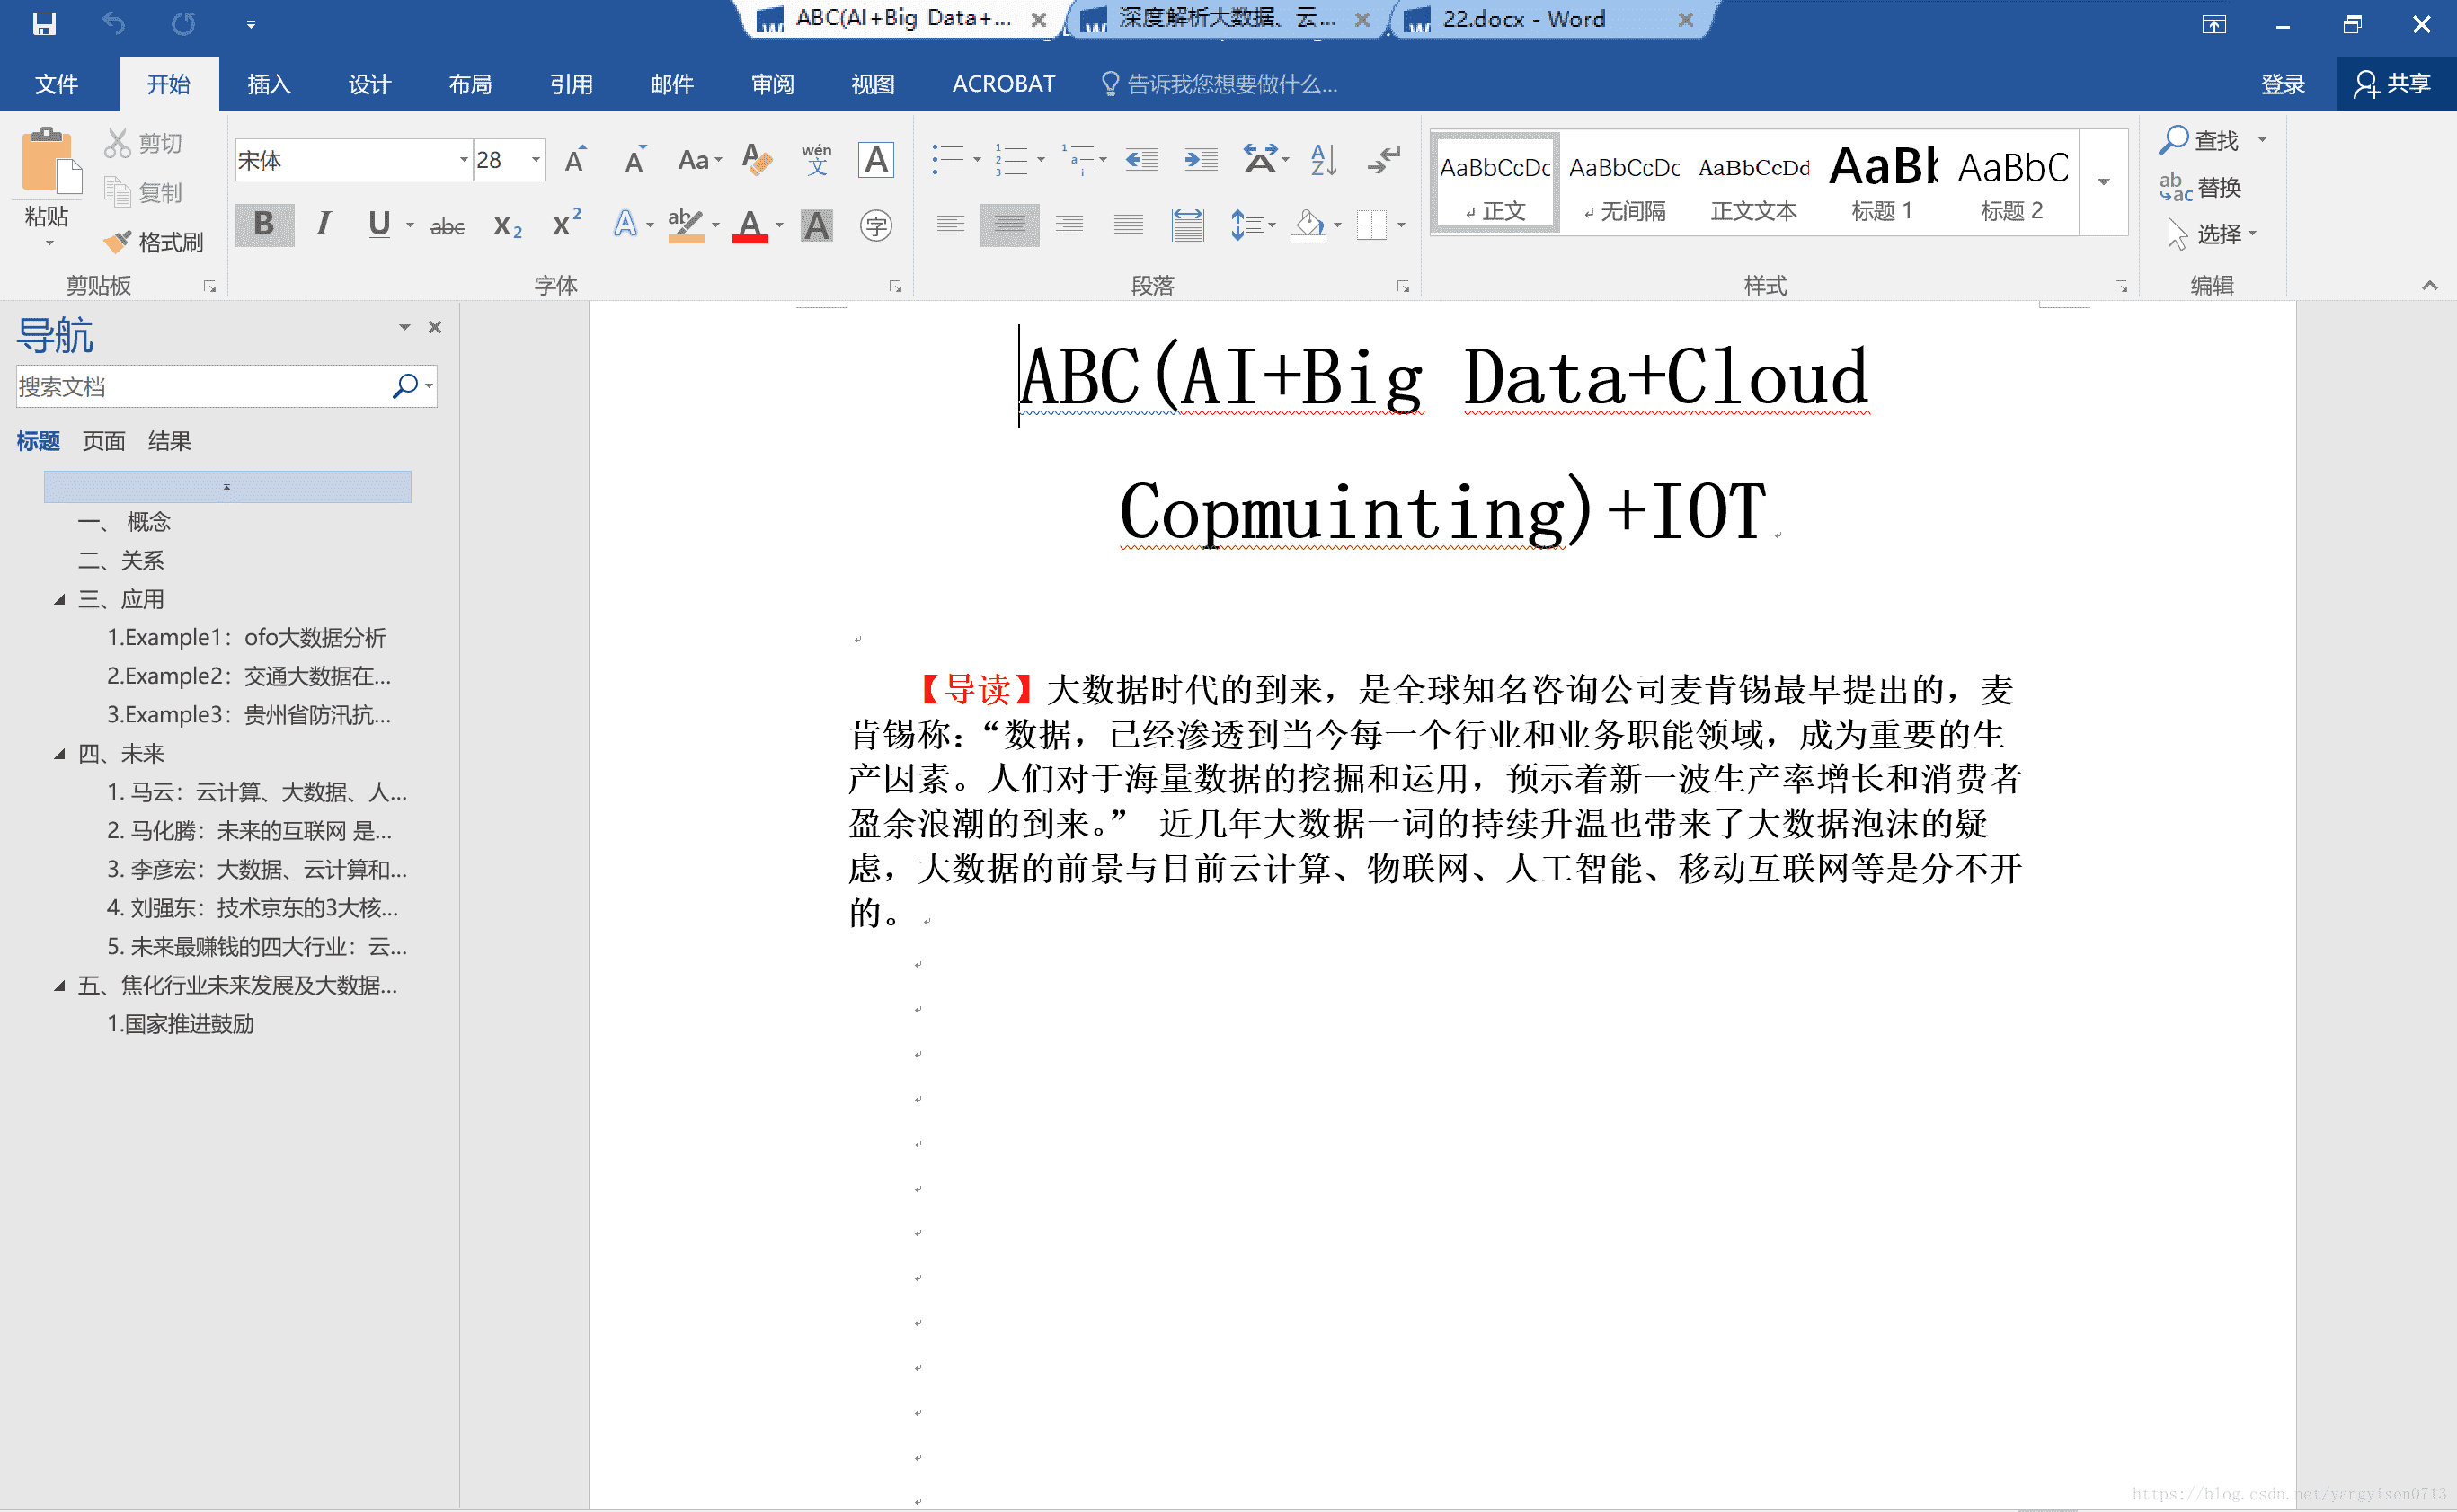 ABC(AI+Big Data+...
深度解析大数据、云...
22.docx - Word
文件 开始 插入 设计 布局 引用 邮件 审阅 视图 ACROBAT 告诉我您想要做什么... 登录 共享
剪切
复制
格式刷
粘贴
剪贴板
宋体 28
wén
文
字体
段落
AaBbCcDc AaBbCcDc AaBbCcDd AaBl AaBbC
正文 无间隔 正文文本 标题 1 标题 2
样式
查找
替换
选择
编辑
导航
搜索文档
标题 页面 结果
一、 概念
二、关系
三、应用
1.Example1：ofo大数据分析
2.Example2：交通大数据在...
3.Example3：贵州省防汛抗...
四、未来
1. 马云：云计算、大数据、人...
2. 马化腾：未来的互联网 是...
3. 李彦宏：大数据、云计算和...
4. 刘强东：技术京东的3大核...
5. 未来最赚钱的四大行业：云...
五、焦化行业未来发展及大数据...
1.国家推进鼓励
ABC(AI+Big Data+Cloud
Copmuinting)+IOT
【导读】大数据时代的到来，是全球知名咨询公司麦肯锡最早提出的，麦
肯锡称：“数据，已经渗透到当今每一个行业和业务职能领域，成为重要的生
产因素。人们对于海量数据的挖掘和运用，预示着新一波生产率增长和消费者
盈余浪潮的到来。” 近几年大数据一词的持续升温也带来了大数据泡沫的疑
虑，大数据的前景与目前云计算、物联网、人工智能、移动互联网等是分不开
的。
https://blog.csdn.net/yangyisen0713